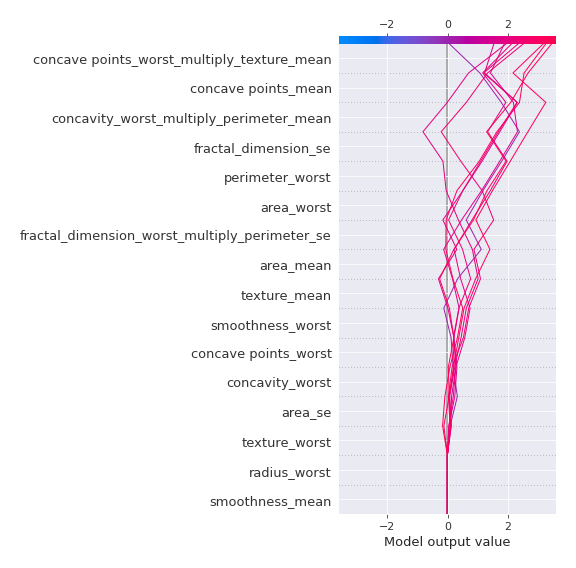 −2 0 2
concave points_worst_multiply_texture_mean
concave points_mean
concavity_worst_multiply_perimeter_mean
fractal_dimension_se
perimeter_worst
area_worst
fractal_dimension_worst_multiply_perimeter_se
area_mean
texture_mean
smoothness_worst
concave points_worst
concavity_worst
area_se
texture_worst
radius_worst
smoothness_mean
−2 0 2
Model output value